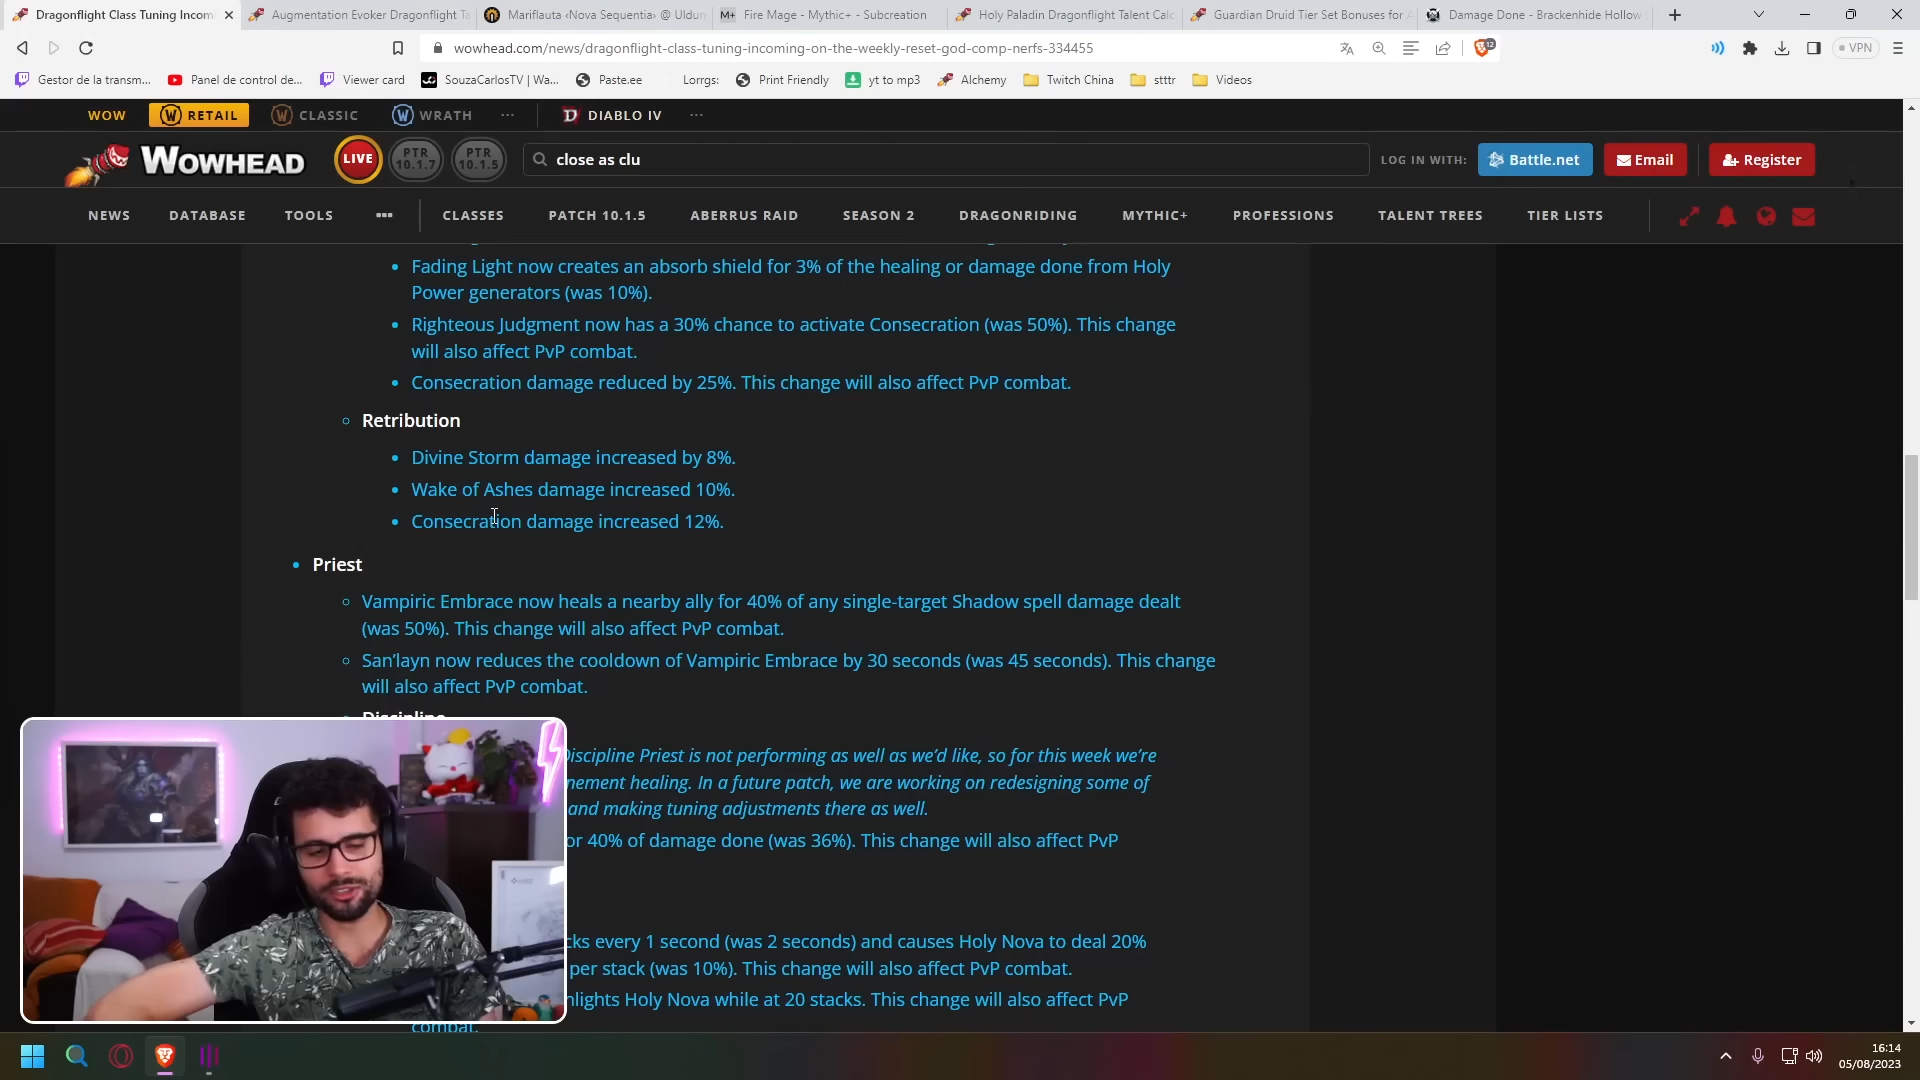 Dragonflight Class Tuning Incom
Augmentation Evoker Dragonflight Ta
Mariflauta ‹Nova Sequentia› @ Uldun
M+ Fire Mage - Mythic+ - Subcreation
Holy Paladin Dragonflight Talent Calc
Guardian Druid Tier Set Bonuses for A
Damage Done - Brackenhide Hollow
wowhead.com/news/dragonflight-class-tuning-incoming-on-the-weekly-reset-god-comp-nerfs-334455
12
VPN
Gestor de la transm...
Panel de control de...
Viewer card
SouzaCarlosTV | Wa...
Paste.ee
Lorrgs:
Print Friendly
yt to mp3
Alchemy
Twitch China
stttr
Videos
WOW
RETAIL
CLASSIC
WRATH
...
DIABLO IV
...
WOWHEAD
LIVE
PTR 10.1.7
PTR 10.1.5
close as clu
LOG IN WITH:
Battle.net
Email
Register
NEWS
DATABASE
TOOLS
...
CLASSES
PATCH 10.1.5
ABERRUS RAID
SEASON 2
DRAGONRIDING
MYTHIC+
PROFESSIONS
TALENT TREES
TIER LISTS
Fading Light now creates an absorb shield for 3% of the healing or damage done from Holy
Power generators (was 10%).
Righteous Judgment now has a 30% chance to activate Consecration (was 50%). This change
will also affect PvP combat.
Consecration damage reduced by 25%. This change will also affect PvP combat.
Retribution
Divine Storm damage increased by 8%.
Wake of Ashes damage increased 10%.
Consecration damage increased 12%.
Priest
Vampiric Embrace now heals a nearby ally for 40% of any single-target Shadow spell damage dealt
(was 50%). This change will also affect PvP combat.
San'layn now reduces the cooldown of Vampiric Embrace by 30 seconds (was 45 seconds). This change
will also affect PvP combat.
Discipline
Discipline Priest is not performing as well as we'd like, so for this week we're
nement healing. In a future patch, we are working on redesigning some of
and making tuning adjustments there as well.
or 40% of damage done (was 36%). This change will also affect PvP
cks every 1 second (was 2 seconds) and causes Holy Nova to deal 20%
per stack (was 10%). This change will also affect PvP combat.
hlights Holy Nova while at 20 stacks. This change will also affect PvP
combat.
16:14
05/08/2023